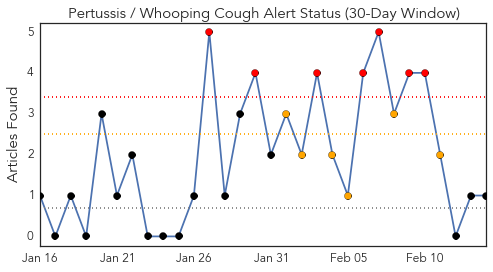 Pertussis / Whooping Cough Alert Status (30-Day Window)
Articles Found
5
4
3
2
1
0
Jan 16 Jan 21 Jan 26 Jan 31 Feb 05 Feb 10